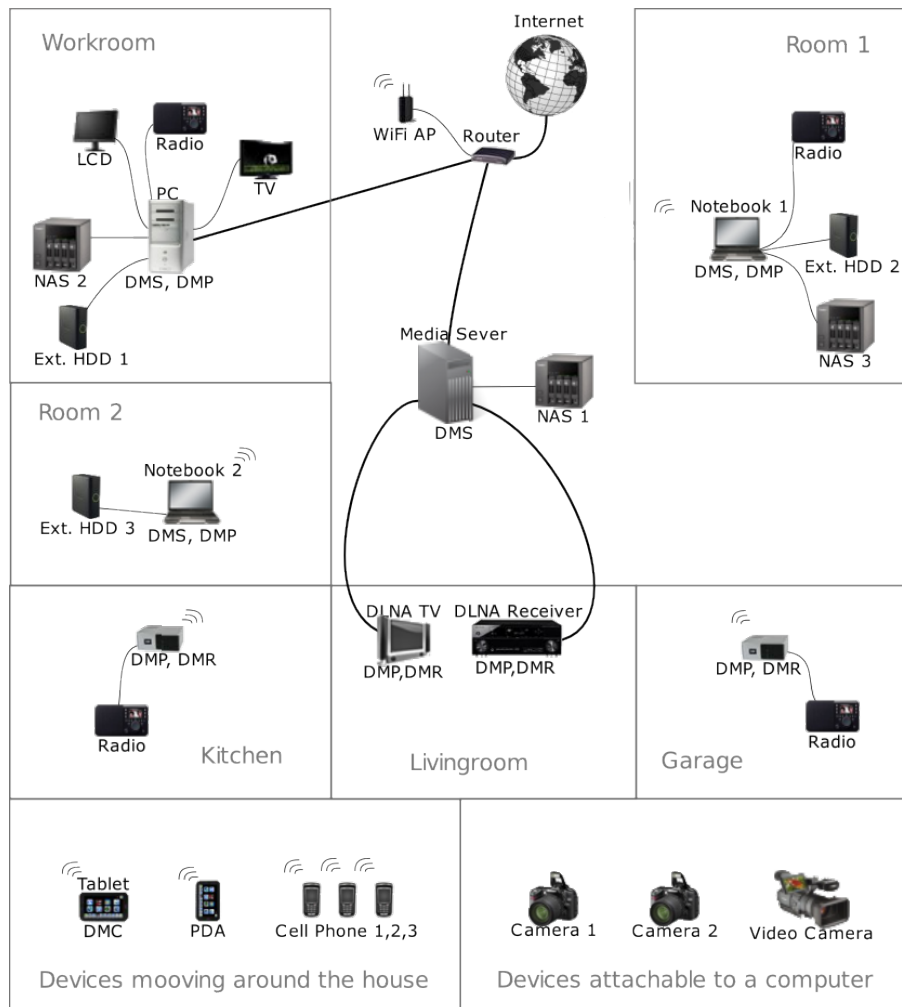 Workroom
LCD
Radio
TV
PC
NAS 2
DMS, DMP
Ext. HDD 1
Internet
WiFi AP
Router
Media Sever
DMS
NAS 1
Room 1
Radio
Notebook 1
DMS, DMP
Ext. HDD 2
NAS 3
Room 2
Notebook 2
Ext. HDD 3
DMS, DMP
DMP, DMR
Radio
Kitchen
DLNA TV
DMP,DMR
DLNA Receiver
DMP,DMR
Livingroom
DMP, DMR
Radio
Garage
Tablet
DMC
PDA
Cell Phone 1,2,3
Devices mooving around the house
Camera 1
Camera 2
Video Camera
Devices attachable to a computer